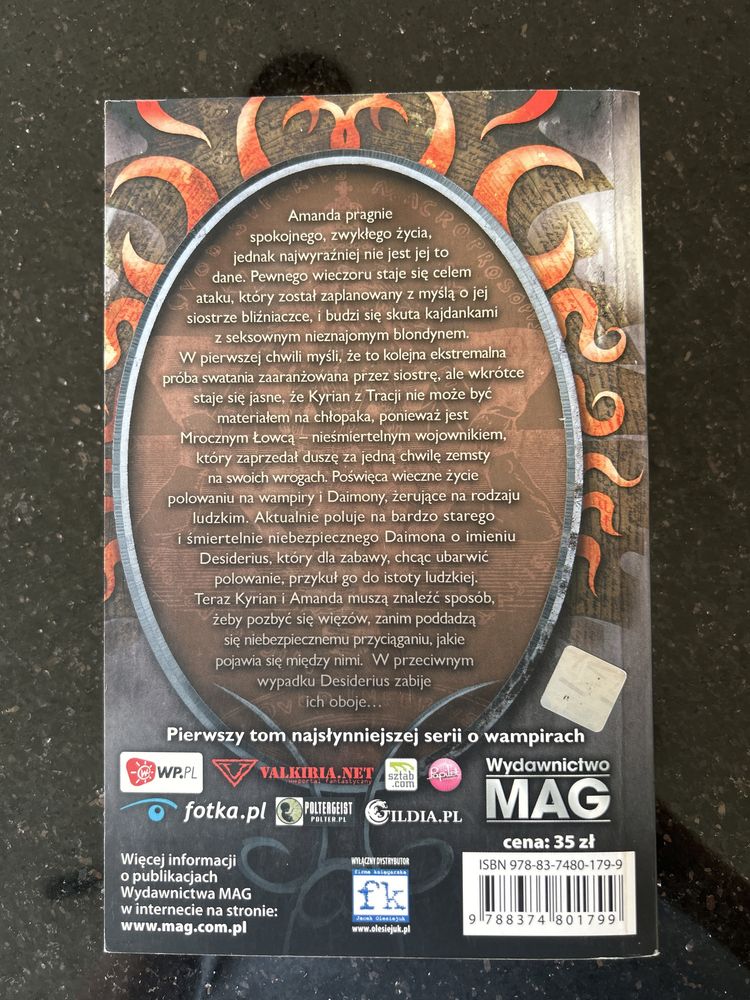 Amanda pragnie
spokojnego, zwykłego życia,
jednak najwyraźniej nie jest jej to
dane. Pewnego wieczoru staje się celem
ataku, który został zaplanowany z myślą o jej
siostrze bliźniaczce, i budzi się skuta kajdankami
z seksownym nieznajomym blondynem.
W pierwszej chwili myśli, że to kolejna ekstremalna
próba swatania zaaranżowana przez siostrę, ale wkrótce
staje się jasne, że Kyrian z Tracji nie może być
materiałem na chłopaka, ponieważ jest
Mrocznym Łowcą – nieśmiertelnym wojownikiem,
który zaprzedał duszę za jedną chwilę zemsty
na swoich wrogach. Poświęca wieczne życie
polowaniu na wampiry i Daimony, żerujące na rodzaju
ludzkim. Aktualnie poluje na bardzo starego
i śmiertelnie niebezpiecznego Daimona o imieniu
Desiderius, który dla zabawy, chcąc ubarwić
polowanie, przykuł go do istoty ludzkiej.
Teraz Kyrian i Amanda muszą znaleźć sposób,
żeby pozbyć się więzów, zanim poddadzą
się niebezpiecznemu przyciąganiu, jakie
pojawia się między nimi. W przeciwnym
wypadku Desiderius zabije
ich oboje...
Pierwszy tom najsłynniejszej serii o wampirach
WP.PL
VALKIRIA.NET
portal fantastyczny
sztab
.com
fotka.pl
POLTERGEIST
POLTER.PL
GILDIA.PL
Wydawnictwo
MAG
cena: 35 zł
Więcej informacji
o publikacjach
Wydawnictwa MAG
w internecie na stronie:
www.mag.com.pl
WYŁĄCZNY DYSTRYBUTOR
firma księgarska
fk
Jacek Olesiejuk
www.olesiejuk.pl
ISBN 978-83-7480-179-9
9 788374 801799